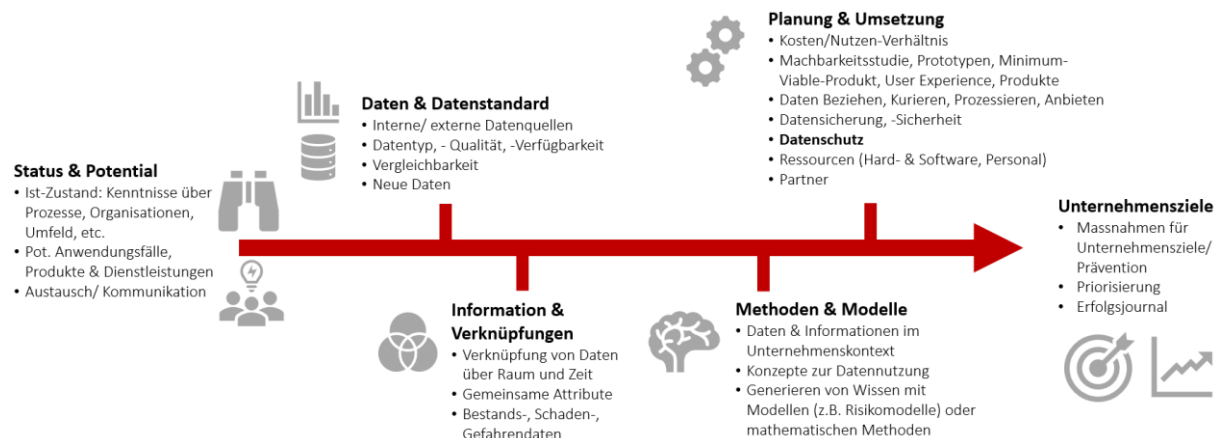 Status & Potential
• Ist-Zustand: Kenntnisse über
Prozesse, Organisationen,
Umfeld, etc.
• Pot. Anwendungsfälle,
Produkte & Dienstleistungen
• Austausch/ Kommunikation
Daten & Datenstandard
• Interne/ externe Datenquellen
• Datentyp, - Qualität, -Verfügbarkeit
• Vergleichbarkeit
• Neue Daten
Information &
Verknüpfungen
• Verknüpfung von Daten
über Raum und Zeit
• Gemeinsame Attribute
• Bestands-, Schaden-,
Gefahrendaten
Methoden & Modelle
• Daten & Informationen im
Unternehmenskontext
• Konzepte zur Datennutzung
• Generieren von Wissen mit
Modellen (z.B. Risikomodelle) oder
mathematischen Methoden
Planung & Umsetzung
• Kosten/Nutzen-Verhältnis
• Machbarkeitsstudie, Prototypen, Minimum-
Viable-Produkt, User Experience, Produkte
• Daten Beziehen, Kurieren, Prozessieren, Anbieten
• Datensicherung, -Sicherheit
• Datenschutz
• Ressourcen (Hard- & Software, Personal)
• Partner
Unternehmensziele
• Massnahmen für
Unternehmensziele/
Prävention
• Priorisierung
• Erfolgsjournal